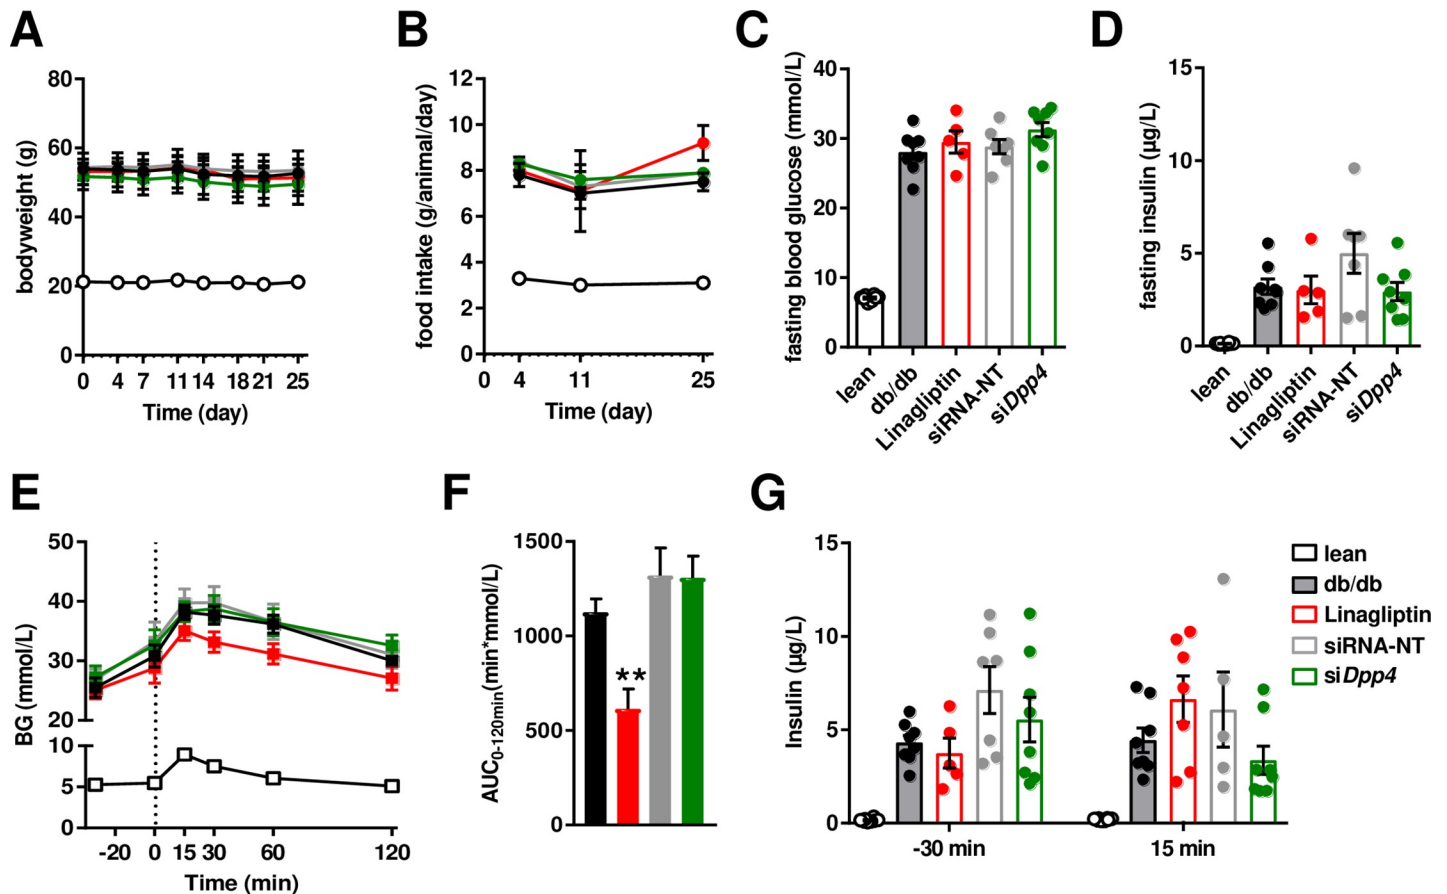 A
bodyweight (g)
80
60
40
20
0
0 4 7 11 14 18 21 25
Time (day)
B
food intake (g/animal/day)
12
10
8
6
4
2
0
0 4 11 25
Time (day)
C
fasting blood glucose (mmol/L)
40
30
20
10
0
lean
db/db
Linagliptin
siRNA-NT
siDpp4
D
fasting insulin (µg/L)
15
10
5
0
lean
db/db
Linagliptin
siRNA-NT
siDpp4
E
BG (mmol/L)
50
40
30
20
10
5
0
-20 0 15 30 60 120
Time (min)
F
AUC0-120min(min*mmol/L)
1500
1000
500
0
**
G
Insulin (µg/L)
15
10
5
0
-30 min 15 min
lean
db/db
Linagliptin
siRNA-NT
siDpp4